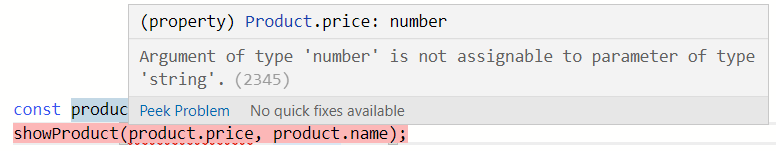 (property) Product.price: number
Argument of type 'number' is not assignable to parameter of type
'string'. (2345)
Peek Problem No quick fixes available
const produc
showProduct(product.price, product.name);